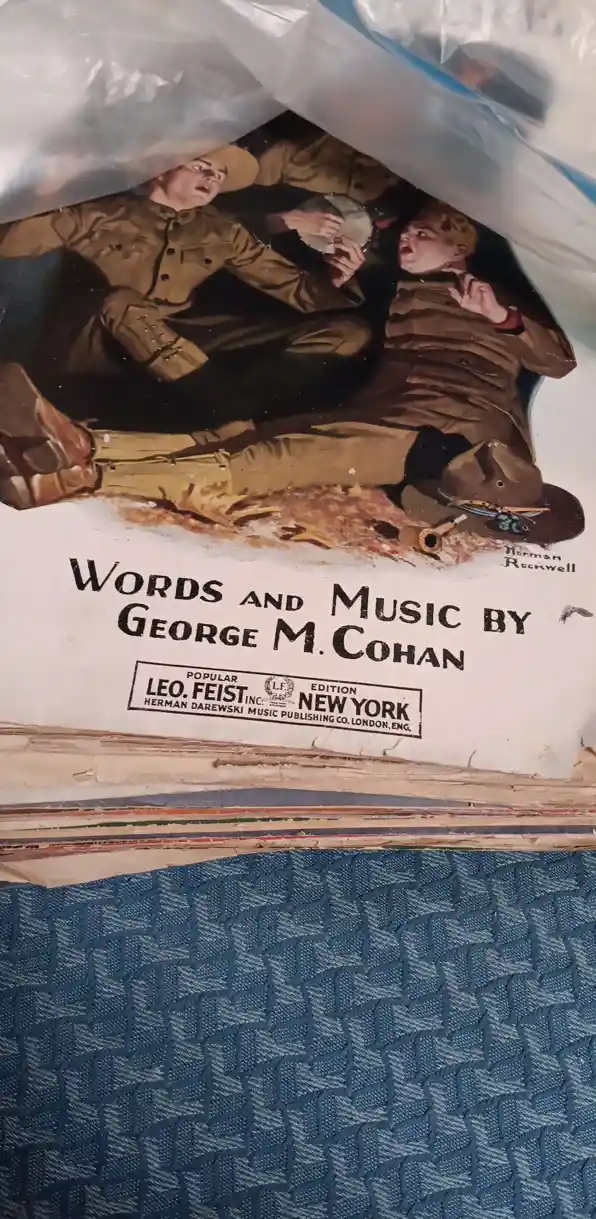 Norman
Rockwell
WORDS AND MUSIC BY
GEORGE M. COHAN
POPULAR EDITION
LEO. FEIST INC. L.F. NEW YORK
HERMAN DAREWSKI MUSIC PUBLISHING CO. LONDON, ENG.